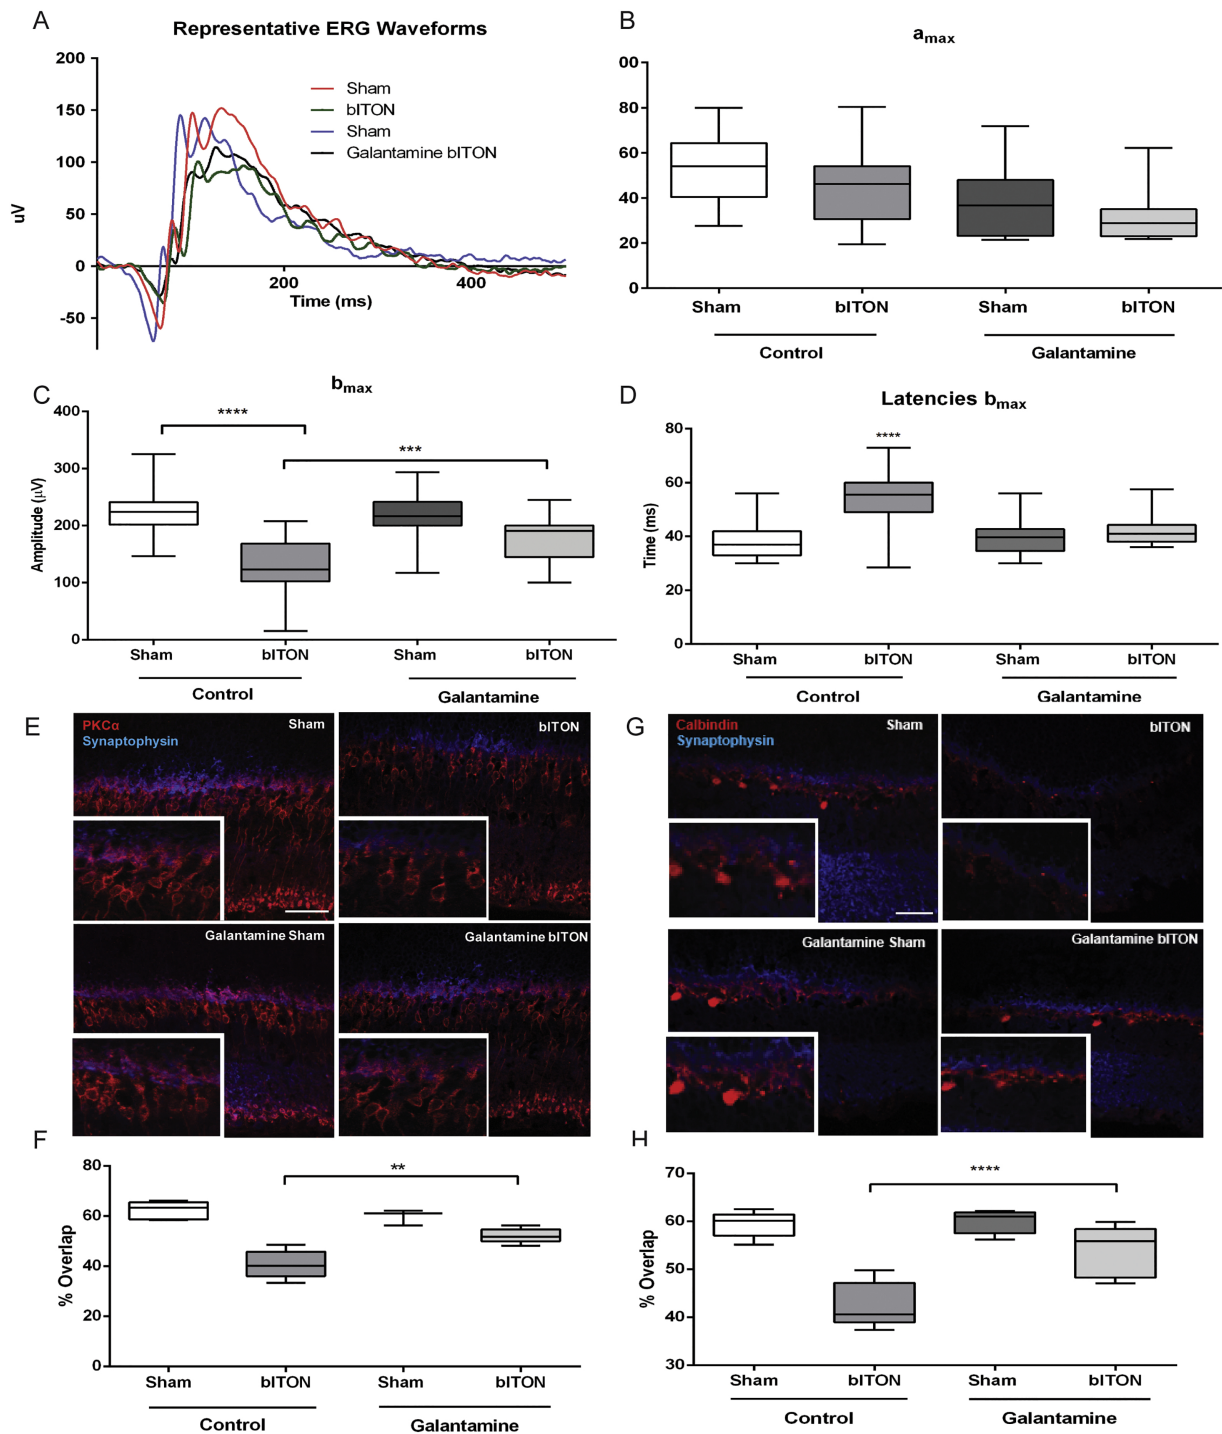 A
Representative ERG Waveforms
200
150
100
50
0
-50
uV
200
400
Time (ms)
Sham
bITON
Sham
Galantamine bITON
B
a max
00
80
60
40
20
00
Sham
bITON
Sham
bITON
Control
Galantamine
C
b max
400
300
200
100
0
Amplitude (µV)
****
***
Sham
bITON
Sham
bITON
Control
Galantamine
D
Latencies b max
80
60
40
20
0
Time (ms)
****
Sham
bITON
Sham
bITON
Control
Galantamine
E
PKCα
Synaptophysin
Sham
bITON
Galantamine Sham
Galantamine bITON
G
Calbindin
Synaptophysin
Sham
bITON
Galantamine Sham
Galantamine bITON
F
80
60
40
20
0
% Overlap
**
Sham
bITON
Sham
bITON
Control
Galantamine
H
70
60
50
40
30
% Overlap
****
Sham
bITON
Sham
bITON
Control
Galantamine